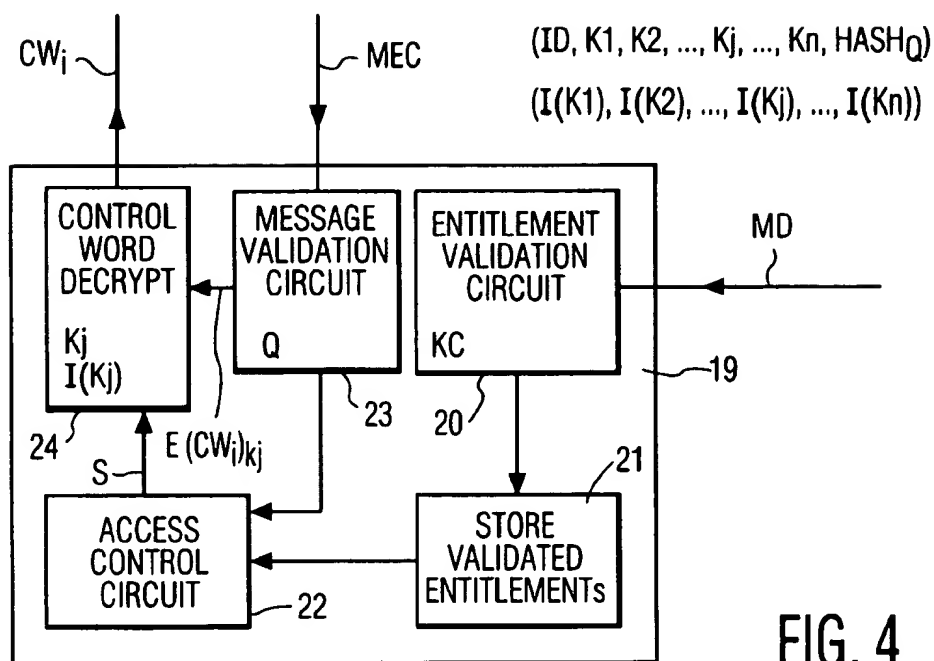 CWi
MEC
(ID, K1, K2, ..., Kj, ..., Kn, HASHQ)
(I(K1), I(K2), ..., I(Kj), ..., I(Kn))
CONTROL
WORD
DECRYPT
Kj
I(Kj)
MESSAGE
VALIDATION
CIRCUIT
Q
ENTITLEMENT
VALIDATION
CIRCUIT
KC
MD
19
24
E(CWi)kj
23
20
S
21
ACCESS
CONTROL
CIRCUIT
22
STORE
VALIDATED
ENTITLEMENTs
FIG. 4